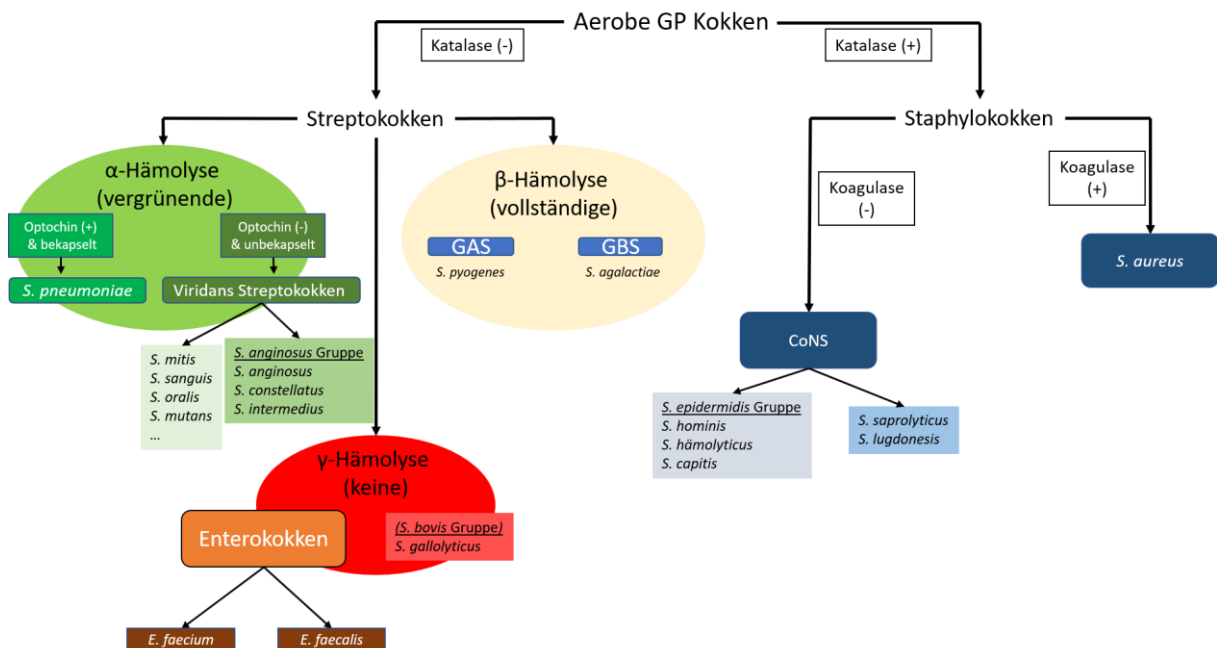 Aerobe GP Kokken
Katalase (-)
Katalase (+)
Streptokokken
Staphylokokken
α-Hämolyse
(vergrünende)
Optochin (+)
& bekapselt
Optochin (-)
& unbekapselt
S. pneumoniae
Viridans Streptokokken
S. mitis
S. sanguis
S. oralis
S. mutans
...
S. anginosus Gruppe
S. anginosus
S. constellatus
S. intermedius
β-Hämolyse
(vollständige)
GAS
GBS
S. pyogenes
S. agalactiae
γ-Hämolyse
(keine)
Enterokokken
(S. bovis Gruppe)
S. gallolyticus
E. faecium
E. faecalis
Koagulase
(-)
Koagulase
(+)
S. aureus
CoNS
S. epidermidis Gruppe
S. hominis
S. hämolyticus
S. capitis
S. saprolyticus
S. lugdonesis